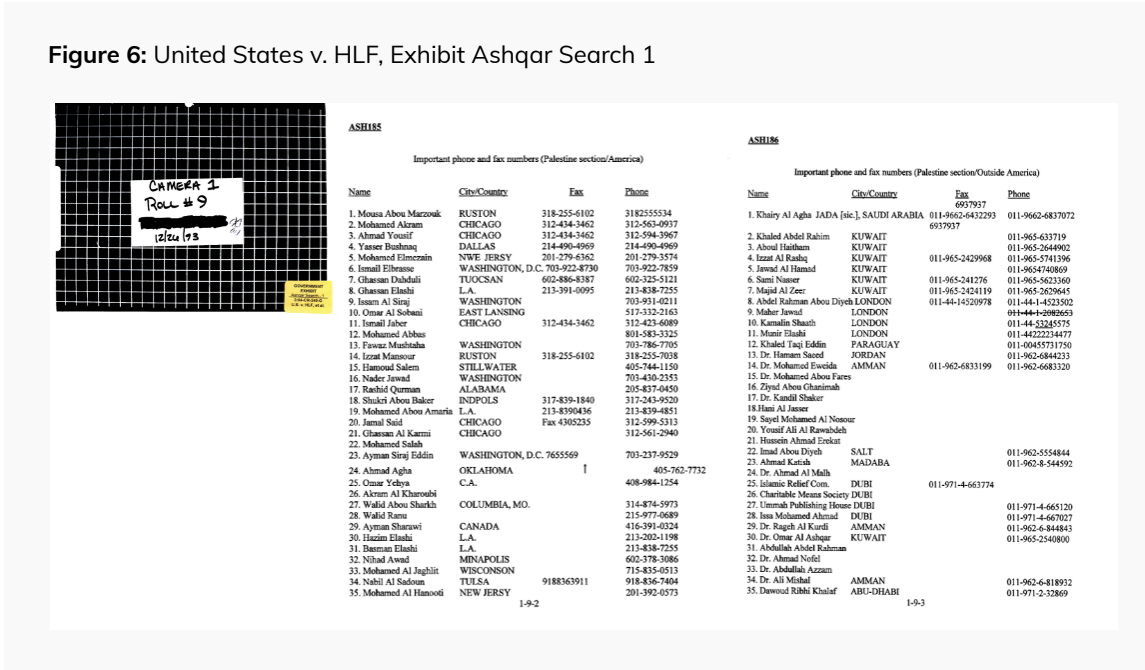 Figure 6: United States v. HLF, Exhibit Ashqar Search 1
CAMERA 1
ROLL # 9
12/26/93
GOVERNMENT
EXHIBIT
Ashqar Search 1
U.S. v. HLF, et al.
ASH185
Important phone and fax numbers (Palestine section/America)
Name City/Country Fax Phone
1. Mousa Abou Marzouk RUSTON 318-255-6102 3182555534
2. Mohamed Akram CHICAGO 312-434-3462 312-563-0937
3. Ahmad Yousif CHICAGO 312-434-3462 312-594-3967
4. Yasser Bushnaq DALLAS 214-490-4969 214-490-4969
5. Mohamed Elmezain NWE JERSY 201-279-6362 201-279-3574
6. Ismail Elbrasse WASHINGTON, D.C. 703-922-8730 703-922-7859
7. Ghassan Dahduli TUOCSAN 602-886-8387 602-325-5121
8. Ghassan Elashi L.A. 213-391-0095 213-838-7255
9. Issam Al Siraj WASHINGTON 703-931-0211
10. Omar Al Sobani EAST LANSING 517-332-2163
11. Ismail Jaber CHICAGO 312-434-3462 312-423-6089
12. Mohamed Abbas 801-583-3325
13. Fawaz Mushtaha WASHINGTON 703-786-7705
14. Izzat Mansour RUSTON 318-255-6102 318-255-7038
15. Hamoud Salem STILLWATER 405-744-1150
16. Nader Jawad WASHINGTON 703-430-2353
17. Rashid Qurman ALABAMA 205-837-0450
18. Shukri Abou Baker INDPOLS 317-839-1840 317-243-9520
19. Mohamed Abou Amaria L.A. 213-8390436 213-839-4851
20. Jamal Said CHICAGO Fax 4305235 312-599-5313
21. Ghassan Al Karmi CHICAGO 312-561-2940
22. Mohamed Salah
23. Ayman Siraj Eddin WASHINGTON, D.C. 7655569 703-237-9529
24. Ahmad Agha OKLAHOMA ↑ 405-762-7732
25. Omar Yehya C.A. 408-984-1254
26. Akram Al Kharoubi
27. Walid Abou Sharkh COLUMBIA, MO. 314-874-5973
28. Walid Ranu 215-977-0689
29. Ayman Sharawi CANADA 416-391-0324
30. Hazim Elashi L.A. 213-202-1198
31. Basman Elashi L.A. 213-838-7255
32. Nihad Awad MINAPOLIS 602-378-3086
33. Mohamed Al Jaghlit WISCONSIN 715-835-0513
34. Nabil Al Sadoun TULSA 9188363911 918-836-7404
35. Mohamed Al Hanooti NEW JERSY 201-392-0573
1-9-2
ASH186
Important phone and fax numbers (Palestine section/Outside America)
Name City/Country Fax Phone
6937937
1. Khairy Al Agha JADA [sic.], SAUDI ARABIA 011-9662-6432293 011-9662-6837072
6937937
2. Khaled Abdel Rahim KUWAIT 011-965-633719
3. Aboul Haitham KUWAIT 011-965-2644902
4. Izzat Al Rashq KUWAIT 011-965-2429968 011-965-5741396
5. Jawad Al Hamad KUWAIT 011-9654740869
6. Sami Nasser KUWAIT 011-965-241276 011-965-5623360
7. Majid Al Zeer KUWAIT 011-965-2424119 011-965-2629645
8. Abdel Rahman Abou Diyeh LONDON 011-44-14520978 011-44-1-4523502
9. Maher Jawad LONDON 011-44-1-2082653
10. Kamalin Shaath LONDON 011-44-53245575
11. Munir Elashi LONDON 011-44222234477
12. Khaled Taqi Eddin PARAGUAY 011-00455731750
13. Dr. Hamam Saeed JORDAN 011-962-6844233
14. Dr. Mohamed Eweida AMMAN 011-962-6833199 011-962-6683320
15. Dr. Mohamed Abou Fares
16. Ziyad Abou Ghanimah
17. Dr. Kandil Shaker
18.Hani Al Jasser
19. Sayel Mohamed Al Nosour
20. Yousif Ali Al Rawabdeh
21. Hussein Ahmad Erekat
22. Imad Abou Diyeh SALT 011-962-5554844
23. Ahmad Katish MADABA 011-962-8-544592
24. Dr. Ahmad Al Malh
25. Islamic Relief Com. DUBI 011-971-4-663774
26. Charitable Means Society DUBI
27. Ummah Publishing House DUBI 011-971-4-665120
28. Issa Mohamed Ahmad DUBI 011-971-4-667027
29. Dr. Rageh Al Kurdi AMMAN 011-962-6-844843
30. Dr. Omar Al Ashqar KUWAIT 011-965-2540800
31. Abdullah Abdel Rahman
32. Dr. Ahmad Nofel
33. Dr. Abdullah Azzam
34. Dr. Ali Mishal AMMAN 011-962-6-818932
35. Dawoud Ribhi Khalaf ABU-DHABI 011-971-2-32869
1-9-3